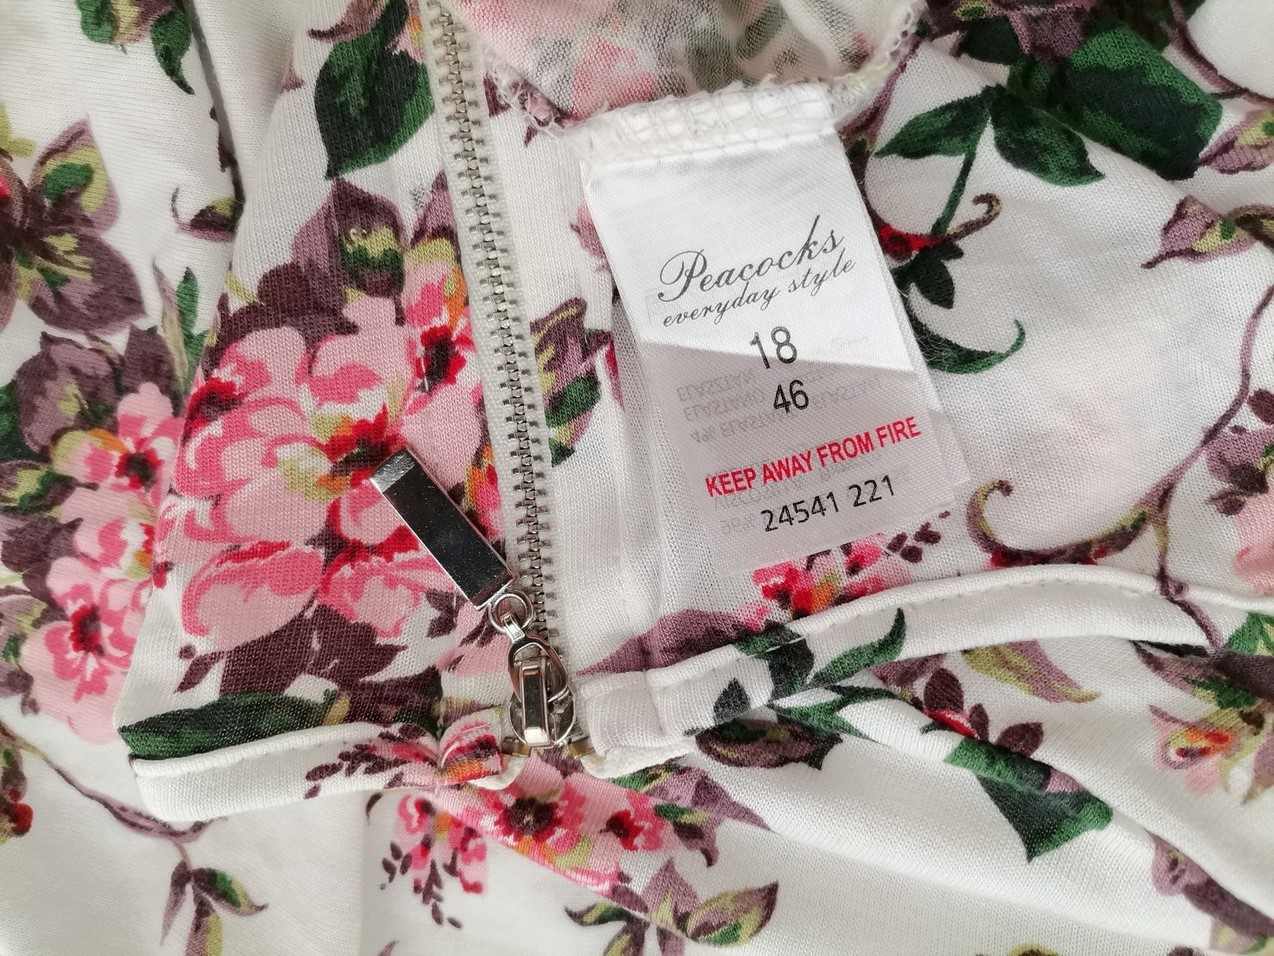 Peacocks
everyday style
18
46
KEEP AWAY FROM FIRE
24541 221